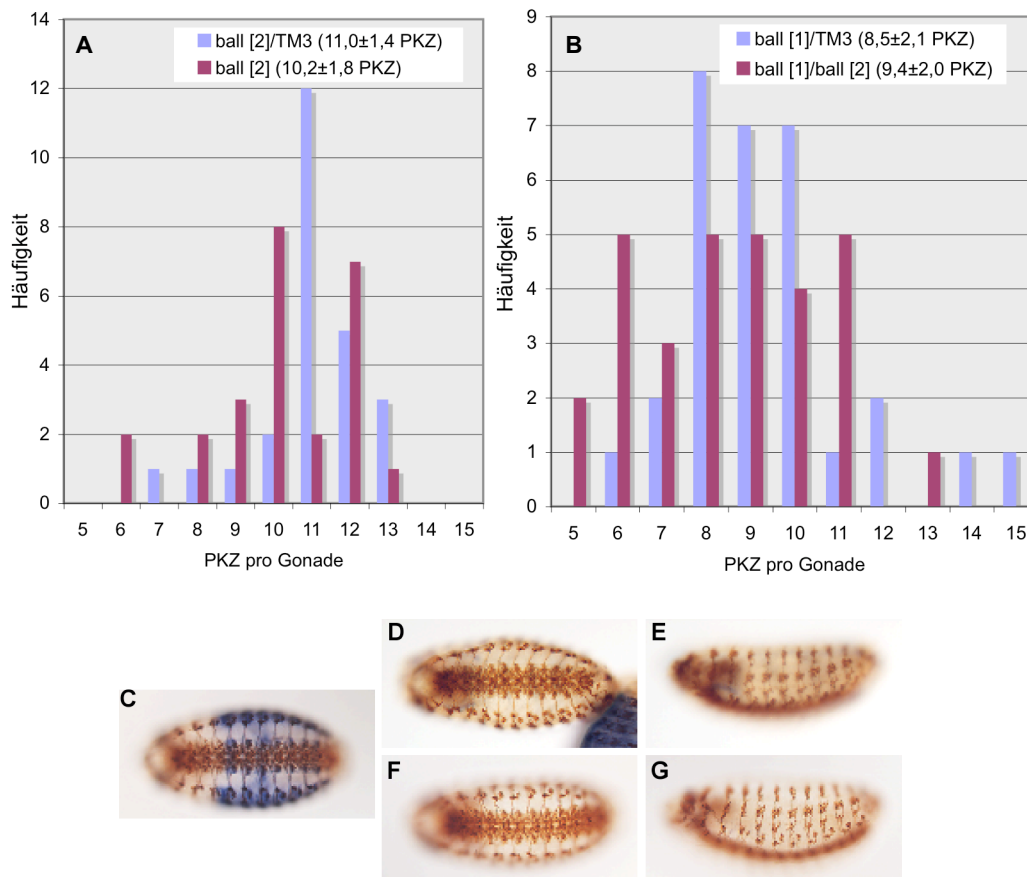 A
ball [2]/TM3 (11,0±1,4 PKZ)
ball [2] (10,2±1,8 PKZ)
Häufigkeit
14
12
10
8
6
4
2
0
5 6 7 8 9 10 11 12 13 14 15
PKZ pro Gonade
B
ball [1]/TM3 (8,5±2,1 PKZ)
ball [1]/ball [2] (9,4±2,0 PKZ)
Häufigkeit
9
8
7
6
5
4
3
2
1
0
5 6 7 8 9 10 11 12 13 14 15
PKZ pro Gonade
C
D
E
F
G